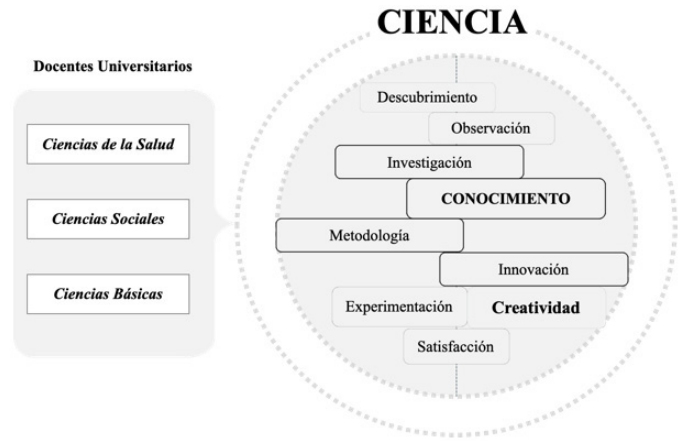 CIENCIA
Docentes Universitarios
Ciencias de la Salud
Ciencias Sociales
Ciencias Básicas
Descubrimiento
Observación
Investigación
CONOCIMIENTO
Metodología
Innovación
Experimentación
Creatividad
Satisfacción